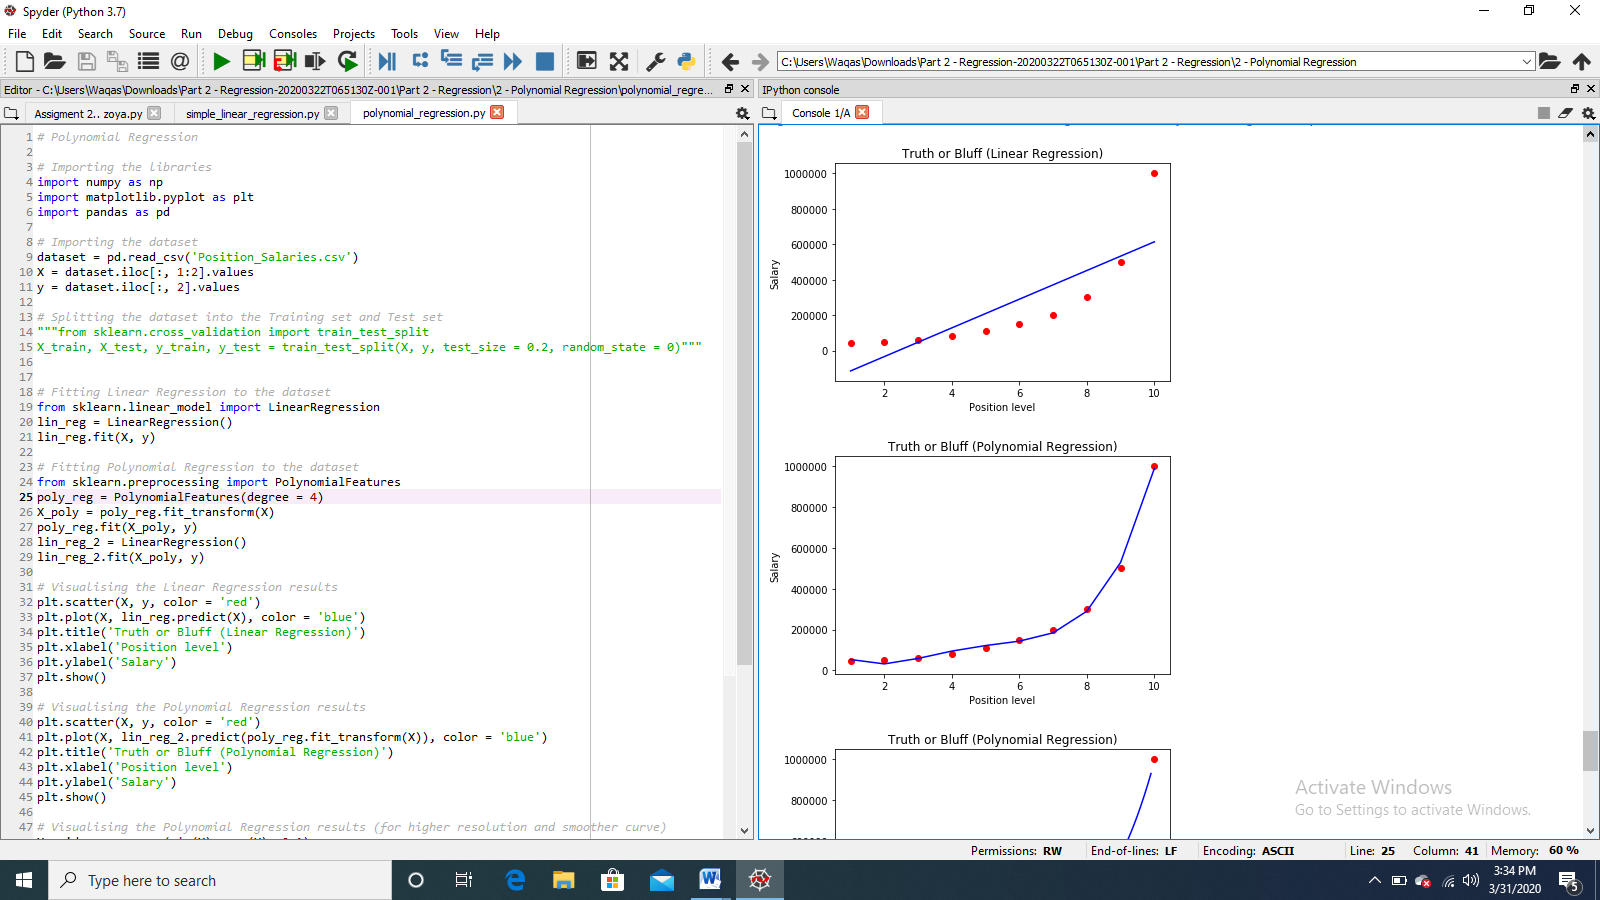 Spyder (Python 3.7)
File Edit Search Source Run Debug Consoles Projects Tools View Help
C:\Users\Waqas\Downloads\Part 2 - Regression-20200322T065130Z-001\Part 2 - Regression\2 - Polynomial Regression
Editor - C:\Users\Waqas\Downloads\Part 2 - Regression-20200322T065130Z-001\Part 2 - Regression\2 - Polynomial Regression\polynomial_regre...
Assigment 2.. zoya.py simple_linear_regression.py polynomial_regression.py
1 # Polynomial Regression
2
3 # Importing the libraries
4 import numpy as np
5 import matplotlib.pyplot as plt
6 import pandas as pd
7
8 # Importing the dataset
9 dataset = pd.read_csv('Position_Salaries.csv')
10 X = dataset.iloc[:, 1:2].values
11 y = dataset.iloc[:, 2].values
12
13 # Splitting the dataset into the Training set and Test set
14 """from sklearn.cross_validation import train_test_split
15 X_train, X_test, y_train, y_test = train_test_split(X, y, test_size = 0.2, random_state = 0)"""
16
17
18 # Fitting Linear Regression to the dataset
19 from sklearn.linear_model import LinearRegression
20 lin_reg = LinearRegression()
21 lin_reg.fit(X, y)
22
23 # Fitting Polynomial Regression to the dataset
24 from sklearn.preprocessing import PolynomialFeatures
25 poly_reg = PolynomialFeatures(degree = 4)
26 X_poly = poly_reg.fit_transform(X)
27 poly_reg.fit(X_poly, y)
28 lin_reg_2 = LinearRegression()
29 lin_reg_2.fit(X_poly, y)
30
31 # Visualising the Linear Regression results
32 plt.scatter(X, y, color = 'red')
33 plt.plot(X, lin_reg.predict(X), color = 'blue')
34 plt.title('Truth or Bluff (Linear Regression)')
35 plt.xlabel('Position level')
36 plt.ylabel('Salary')
37 plt.show()
38
39 # Visualising the Polynomial Regression results
40 plt.scatter(X, y, color = 'red')
41 plt.plot(X, lin_reg_2.predict(poly_reg.fit_transform(X)), color = 'blue')
42 plt.title('Truth or Bluff (Polynomial Regression)')
43 plt.xlabel('Position level')
44 plt.ylabel('Salary')
45 plt.show()
46
47 # Visualising the Polynomial Regression results (for higher resolution and smoother curve)
IPython console
Console 1/A
Truth or Bluff (Linear Regression)
1000000
800000
600000
400000
200000
0
Salary
2 4 6 8 10
Position level
Truth or Bluff (Polynomial Regression)
1000000
800000
600000
400000
200000
0
Salary
2 4 6 8 10
Position level
Truth or Bluff (Polynomial Regression)
1000000
800000
Activate Windows
Go to Settings to activate Windows.
Permissions: RW End-of-lines: LF Encoding: ASCII Line: 25 Column: 41 Memory: 60 %
Type here to search
3:34 PM
3/31/2020
5